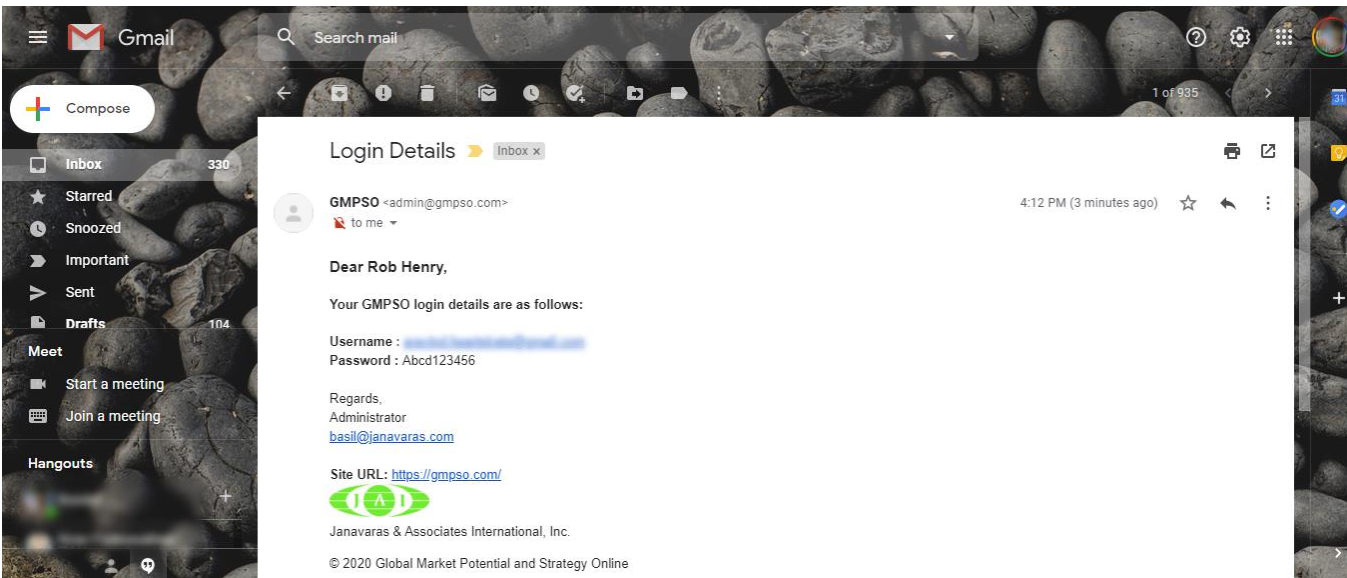 Gmail
Search mail
Compose
1 of 935
31
Inbox 330
Starred
Snoozed
Important
Sent
Drafts 104
Meet
Start a meeting
Join a meeting
Hangouts
Login Details Inbox x
GMPSO <admin@gmpso.com> 4:12 PM (3 minutes ago)
to me
Dear Rob Henry,
Your GMPSO login details are as follows:
Username :
Password : Abcd123456
Regards,
Administrator
basil@janavaras.com
Site URL: https://gmpso.com/
JAI
Janavaras & Associates International, Inc.
© 2020 Global Market Potential and Strategy Online